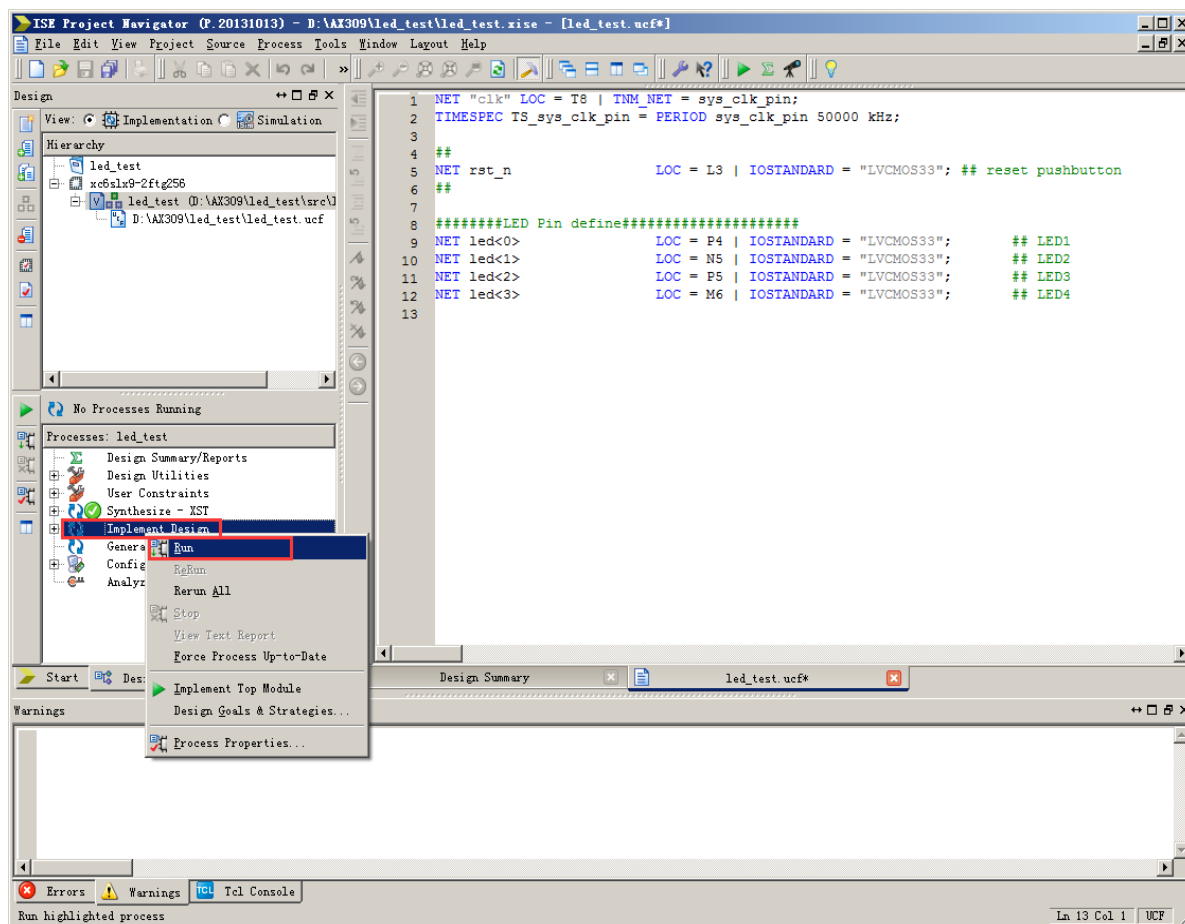 ISE Project Navigator (P.20131013) - D:\AX309\led_test\led_test.xise - [led_test.ucf*]
File Edit View Project Source Process Tools Window Layout Help
Design
View: Implementation Simulation
Hierarchy
led_test
xc6slx9-2ftg256
led_test (D:\AX309\led_test\src\l
D:\AX309\led_test\led_test.ucf
No Processes Running
Processes: led_test
Design Summary/Reports
Design Utilities
User Constraints
Synthesize - XST
Implement Design
Genera
Config
Analyz
Run
ReRun
Rerun All
Stop
View Text Report
Force Process Up-to-Date
Implement Top Module
Design Goals & Strategies...
Process Properties...
1 NET "clk" LOC = T8 | TNM_NET = sys_clk_pin;
2 TIMESPEC TS_sys_clk_pin = PERIOD sys_clk_pin 50000 kHz;
3
4 ##
5 NET rst_n LOC = L3 | IOSTANDARD = "LVCMOS33"; ## reset pushbutton
6 ##
7
8 ########LED Pin define#####################
9 NET led<0> LOC = P4 | IOSTANDARD = "LVCMOS33"; ## LED1
10 NET led<1> LOC = N5 | IOSTANDARD = "LVCMOS33"; ## LED2
11 NET led<2> LOC = P5 | IOSTANDARD = "LVCMOS33"; ## LED3
12 NET led<3> LOC = M6 | IOSTANDARD = "LVCMOS33"; ## LED4
13
Start Des Design Summary led_test.ucf*
Warnings
Errors Warnings Tcl Console
Run highlighted process Ln 13 Col 1 UCF